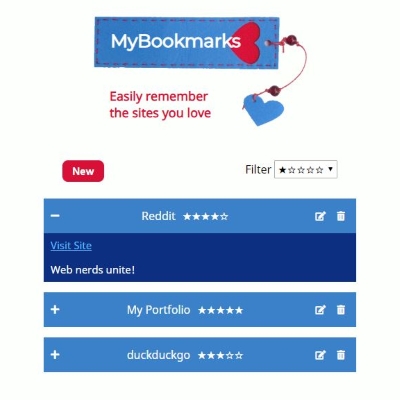 MyBookmarks
Easily remember
the sites you love
New
Filter ★☆☆☆☆ ▼
− Reddit ★★★★☆
Visit Site
Web nerds unite!
+ My Portfolio ★★★★★
+ duckduckgo ★★★☆☆